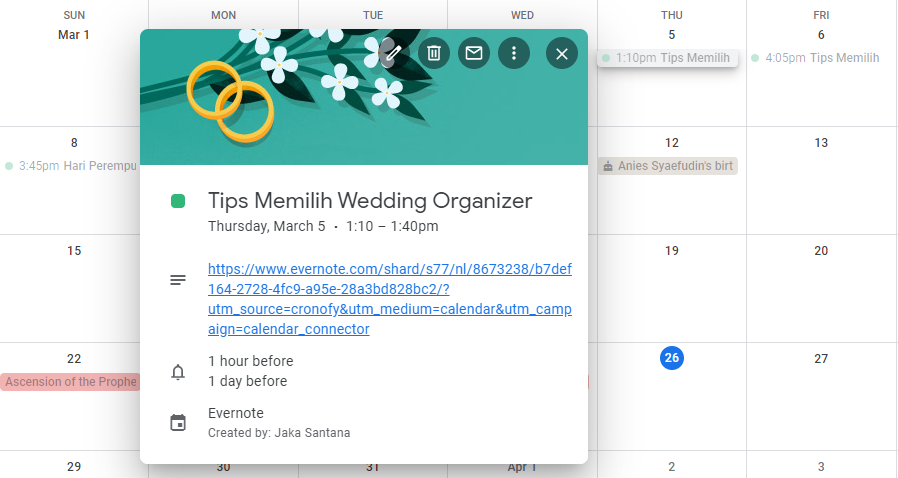 SUN MON TUE WED THU FRI
Mar 1 5 6
1:10pm Tips Memilih 4:05pm Tips Memilih
8 12 13
3:45pm Hari Perempu Anies Syaefudin's birt
Tips Memilih Wedding Organizer
Thursday, March 5 • 1:10 – 1:40pm
15 19 20
https://www.evernote.com/shard/s77/nl/8673238/b7def
164-2728-4fc9-a95e-28a3bd828bc2/?
utm_source=cronofy&utm_medium=calendar&utm_camp
aign=calendar_connector
22 26 27
1 hour before
1 day before
Ascension of the Prophe
Evernote
Created by: Jaka Santana
29 30 31 Apr 1 2 3